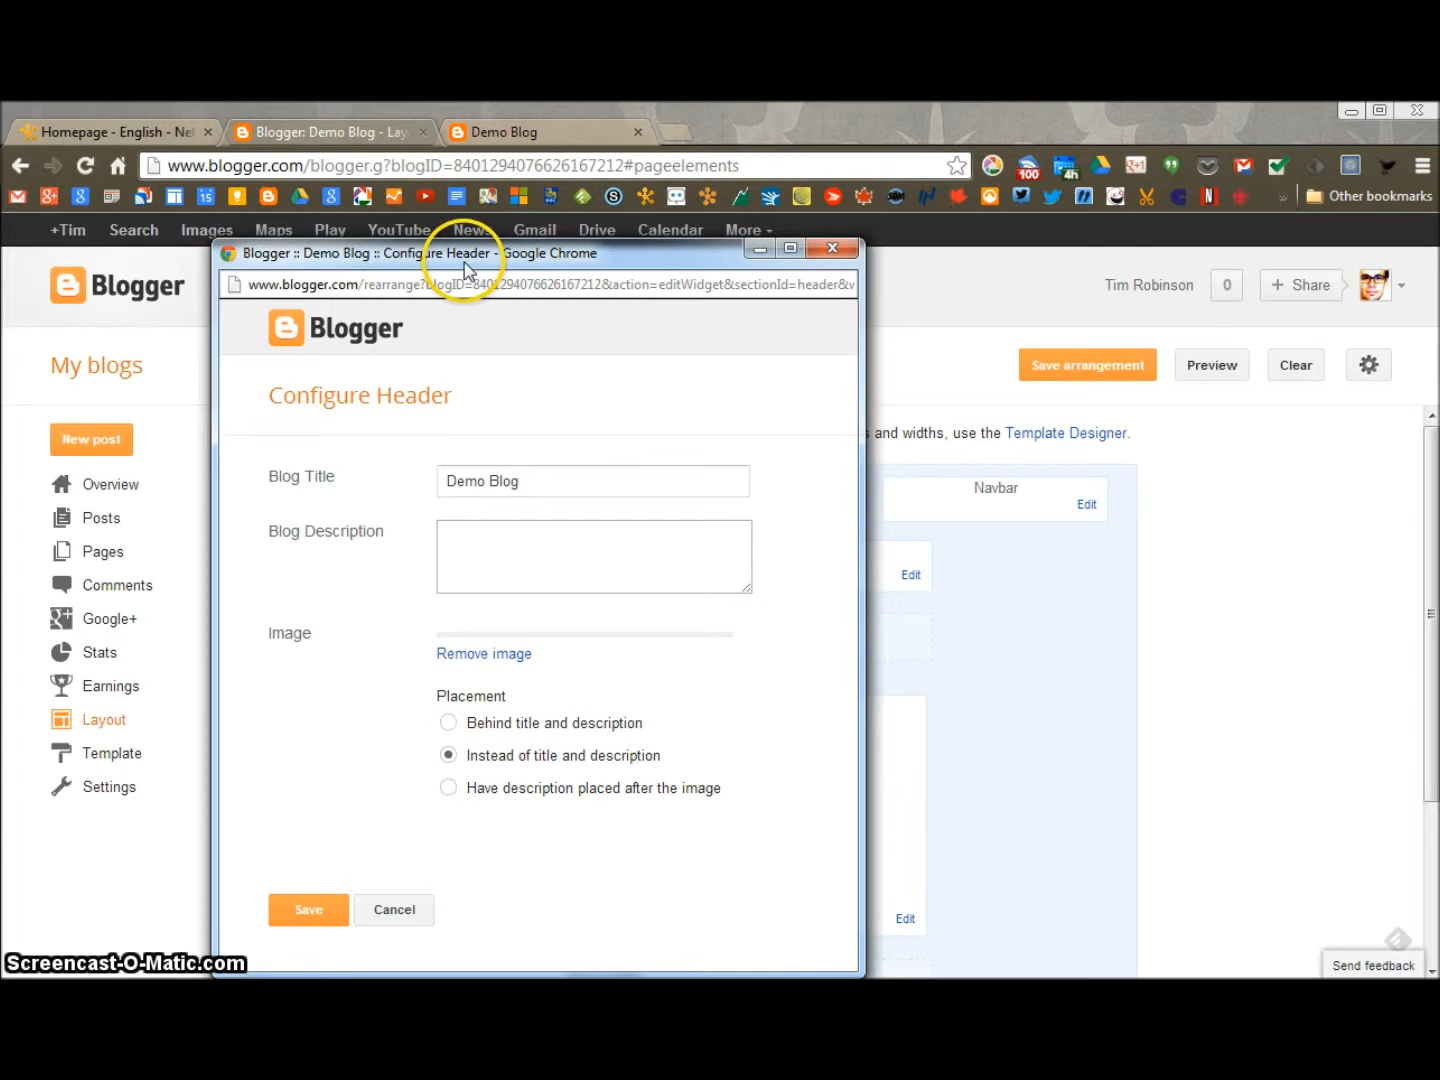 Homepage - English - Net
Blogger: Demo Blog - Lay
Demo Blog
www.blogger.com/blogger.g?blogID=8401294076626167212#pageelements
100
4h
Other bookmarks
+Tim Search Images Maps Play YouTube News Gmail Drive Calendar More
Blogger :: Demo Blog :: Configure Header - Google Chrome
www.blogger.com/rearrange?blogID=8401294076626167212&action=editWidget&sectionId=header&v
Blogger
Tim Robinson 0 + Share
Blogger
My blogs
Save arrangement Preview Clear
Configure Header
s and widths, use the Template Designer.
New post
Overview
Posts
Pages
Comments
Google+
Stats
Earnings
Layout
Template
Settings
Blog Title Demo Blog
Blog Description
Image
Remove image
Placement
Behind title and description
Instead of title and description
Have description placed after the image
Save Cancel
Navbar
Edit
Edit
Edit
Send feedback
Screencast-O-Matic.com